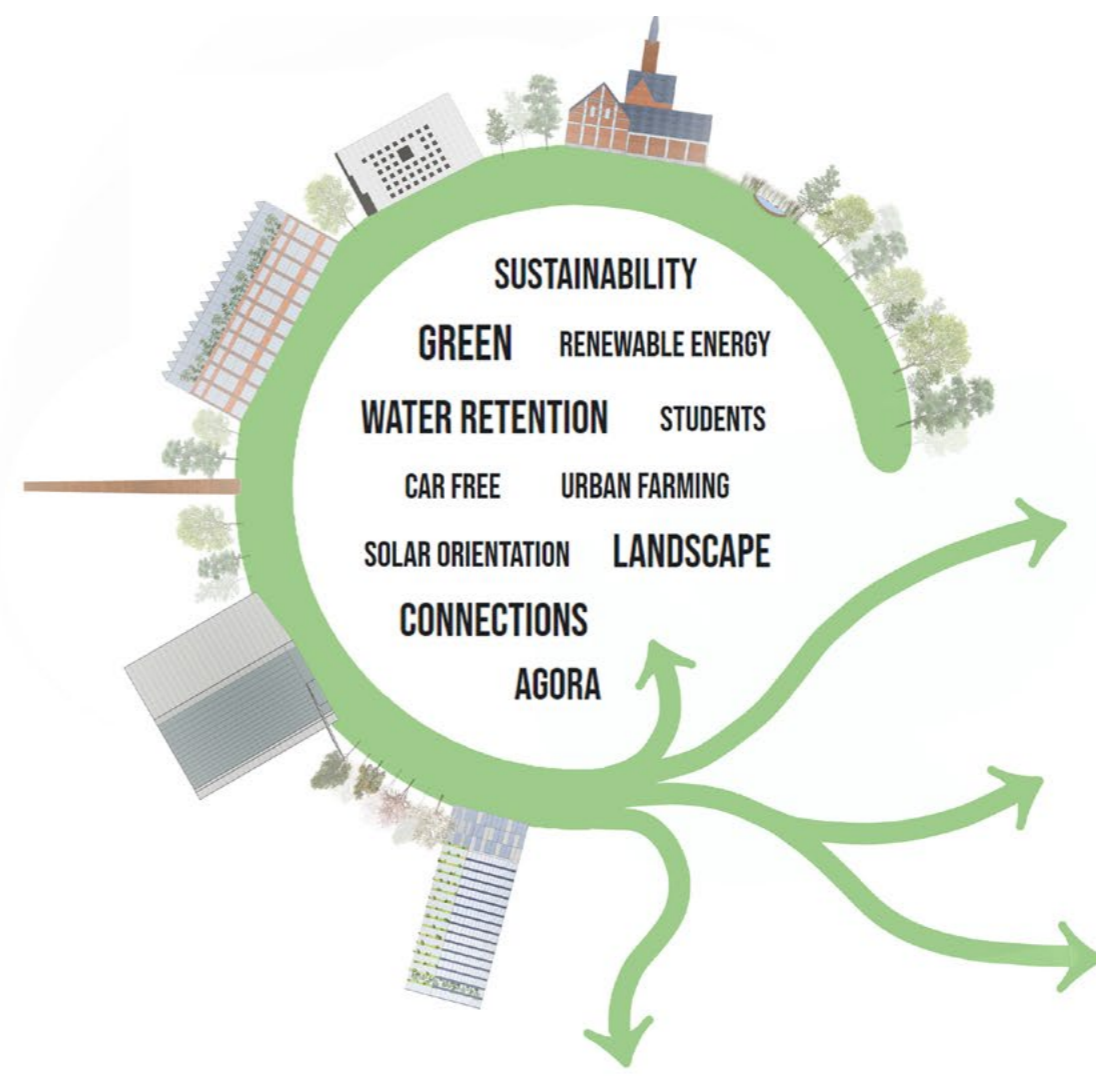 SUSTAINABILITY
GREEN RENEWABLE ENERGY
WATER RETENTION STUDENTS
CAR FREE URBAN FARMING
SOLAR ORIENTATION LANDSCAPE
CONNECTIONS
AGORA